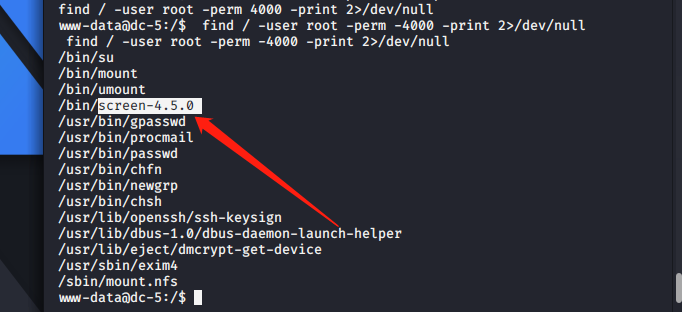 find / -user root -perm 4000 -print 2>/dev/null
www-data@dc-5:/$  find / -user root -perm -4000 -print 2>/dev/null
 find / -user root -perm -4000 -print 2>/dev/null
/bin/su
/bin/mount
/bin/umount
/bin/screen-4.5.0
/usr/bin/gpasswd
/usr/bin/procmail
/usr/bin/passwd
/usr/bin/chfn
/usr/bin/newgrp
/usr/bin/chsh
/usr/lib/openssh/ssh-keysign
/usr/lib/dbus-1.0/dbus-daemon-launch-helper
/usr/lib/eject/dmcrypt-get-device
/usr/sbin/exim4
/sbin/mount.nfs
www-data@dc-5:/$